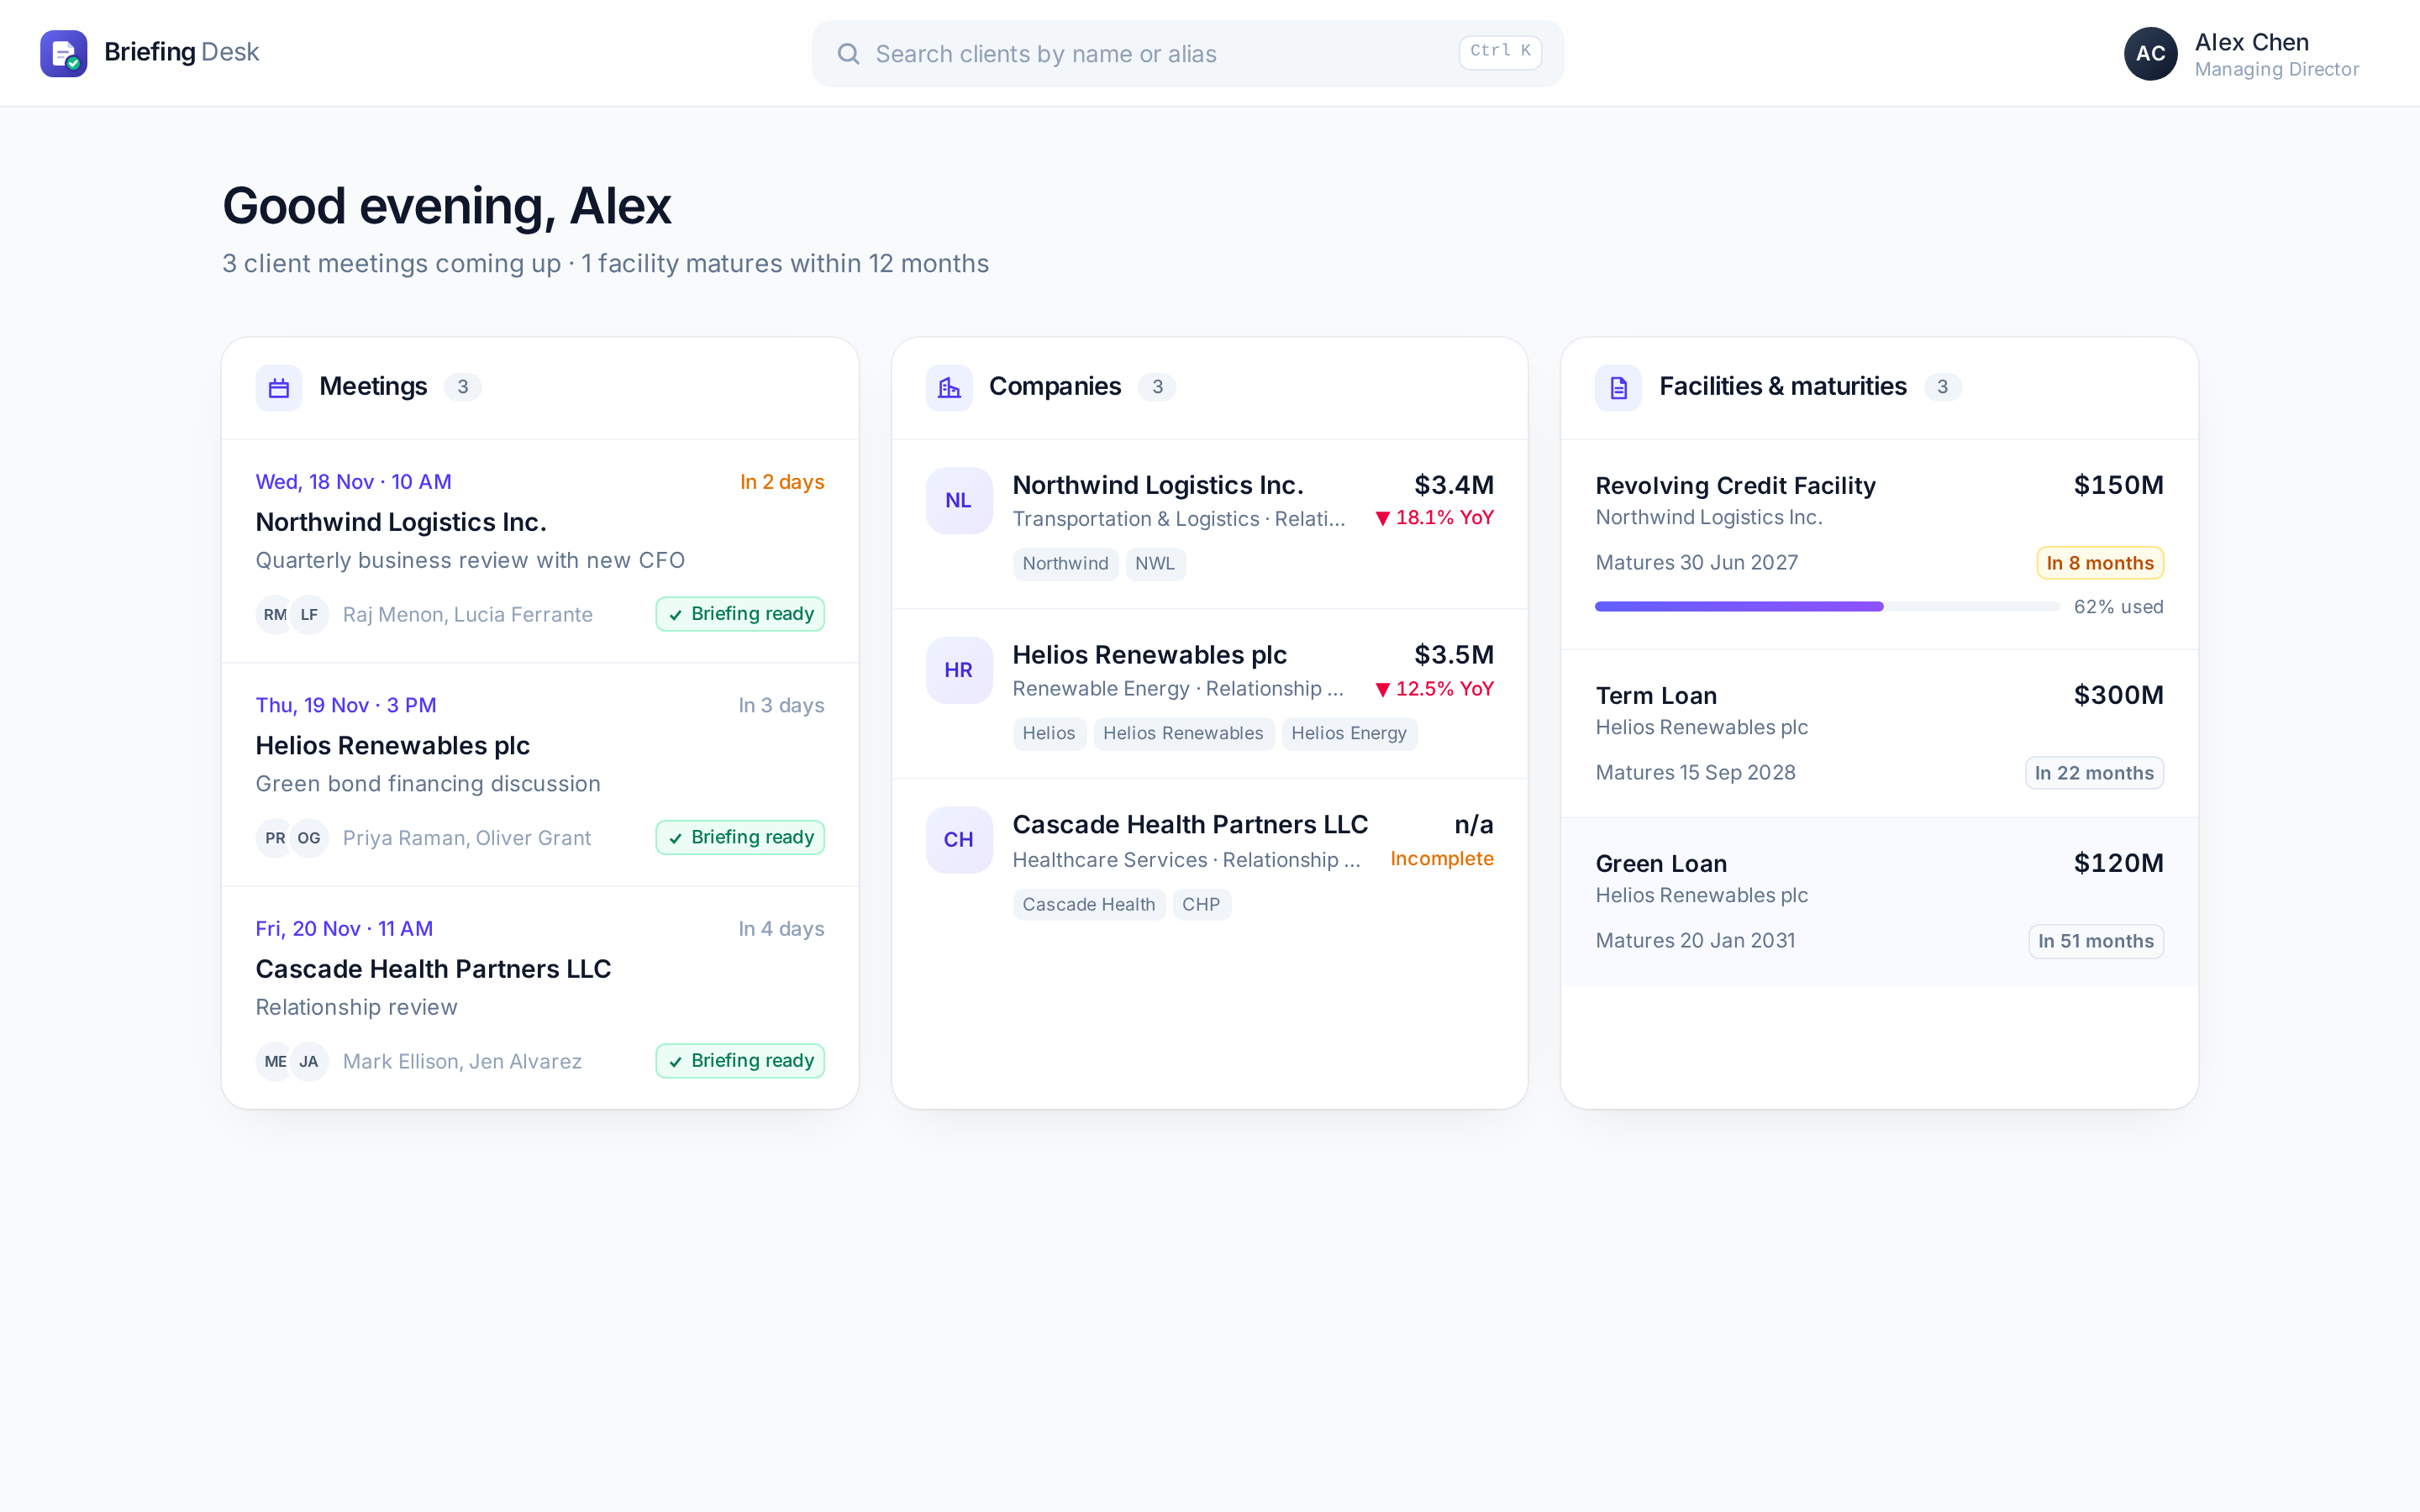 Briefing Desk
Search clients by name or alias
Ctrl K
AC
Alex Chen
Managing Director
Good evening, Alex
3 client meetings coming up · 1 facility matures within 12 months
Meetings 3
Wed, 18 Nov · 10 AM In 2 days
Northwind Logistics Inc.
Quarterly business review with new CFO
RM LF Raj Menon, Lucia Ferrante Briefing ready
Thu, 19 Nov · 3 PM In 3 days
Helios Renewables plc
Green bond financing discussion
PR OG Priya Raman, Oliver Grant Briefing ready
Fri, 20 Nov · 11 AM In 4 days
Cascade Health Partners LLC
Relationship review
ME JA Mark Ellison, Jen Alvarez Briefing ready
Companies 3
NL
Northwind Logistics Inc. $3.4M
Transportation & Logistics · Relati... ▼ 18.1% YoY
Northwind NWL
HR
Helios Renewables plc $3.5M
Renewable Energy · Relationship ... ▼ 12.5% YoY
Helios Helios Renewables Helios Energy
CH
Cascade Health Partners LLC n/a
Healthcare Services · Relationship ... Incomplete
Cascade Health CHP
Facilities & maturities 3
Revolving Credit Facility $150M
Northwind Logistics Inc.
Matures 30 Jun 2027 In 8 months
62% used
Term Loan $300M
Helios Renewables plc
Matures 15 Sep 2028 In 22 months
Green Loan $120M
Helios Renewables plc
Matures 20 Jan 2031 In 51 months